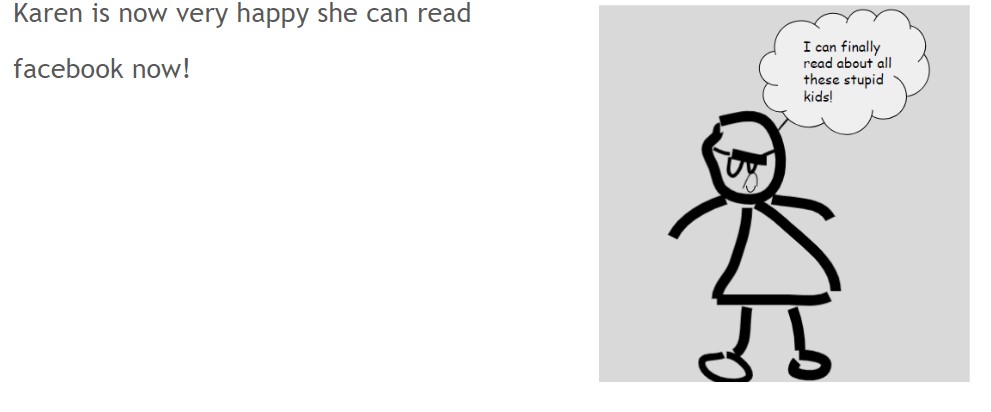 Karen is now very happy she can read
facebook now!
I can finally
read about all
these stupid
kids!